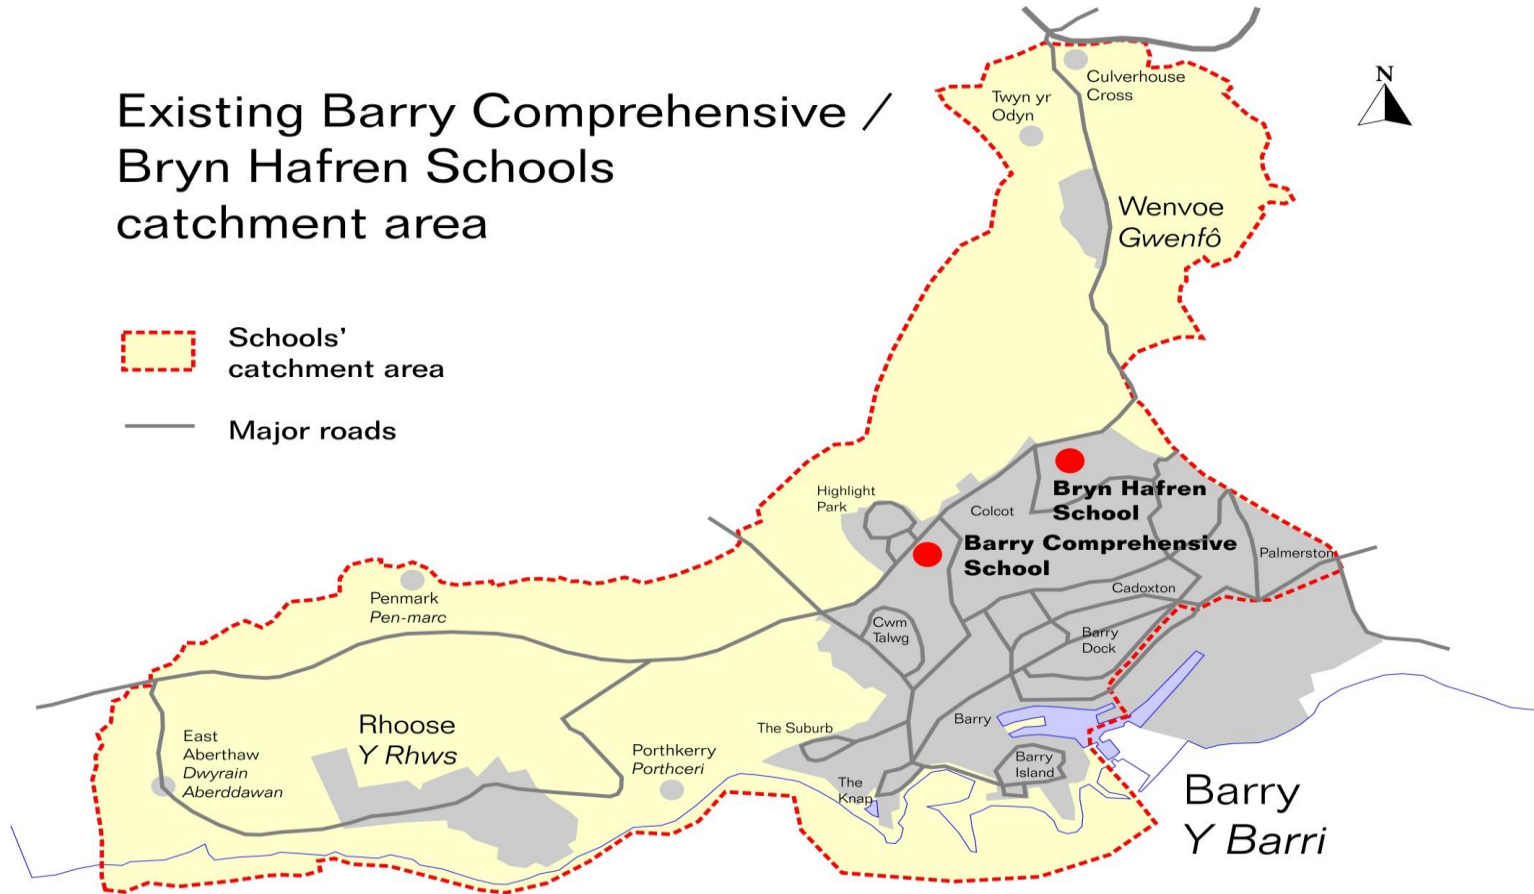 Existing Barry Comprehensive /
Bryn Hafren Schools
catchment area
Schools’
catchment area
Major roads
N
Culverhouse
Cross
Twyn yr
Odyn
Wenvoe
Gwenfô
Highlight
Park
Colcot
Bryn Hafren
School
Barry Comprehensive
School
Palmerston
Cadoxton
Penmark
Pen-marc
Cwm
Talwg
Barry
Dock
Rhoose
Y Rhws
East
Aberthaw
Dwyrain
Aberddawan
Porthkerry
Porthceri
The Suburb
Barry
Barry
Island
The
Knap
Barry
Y Barri